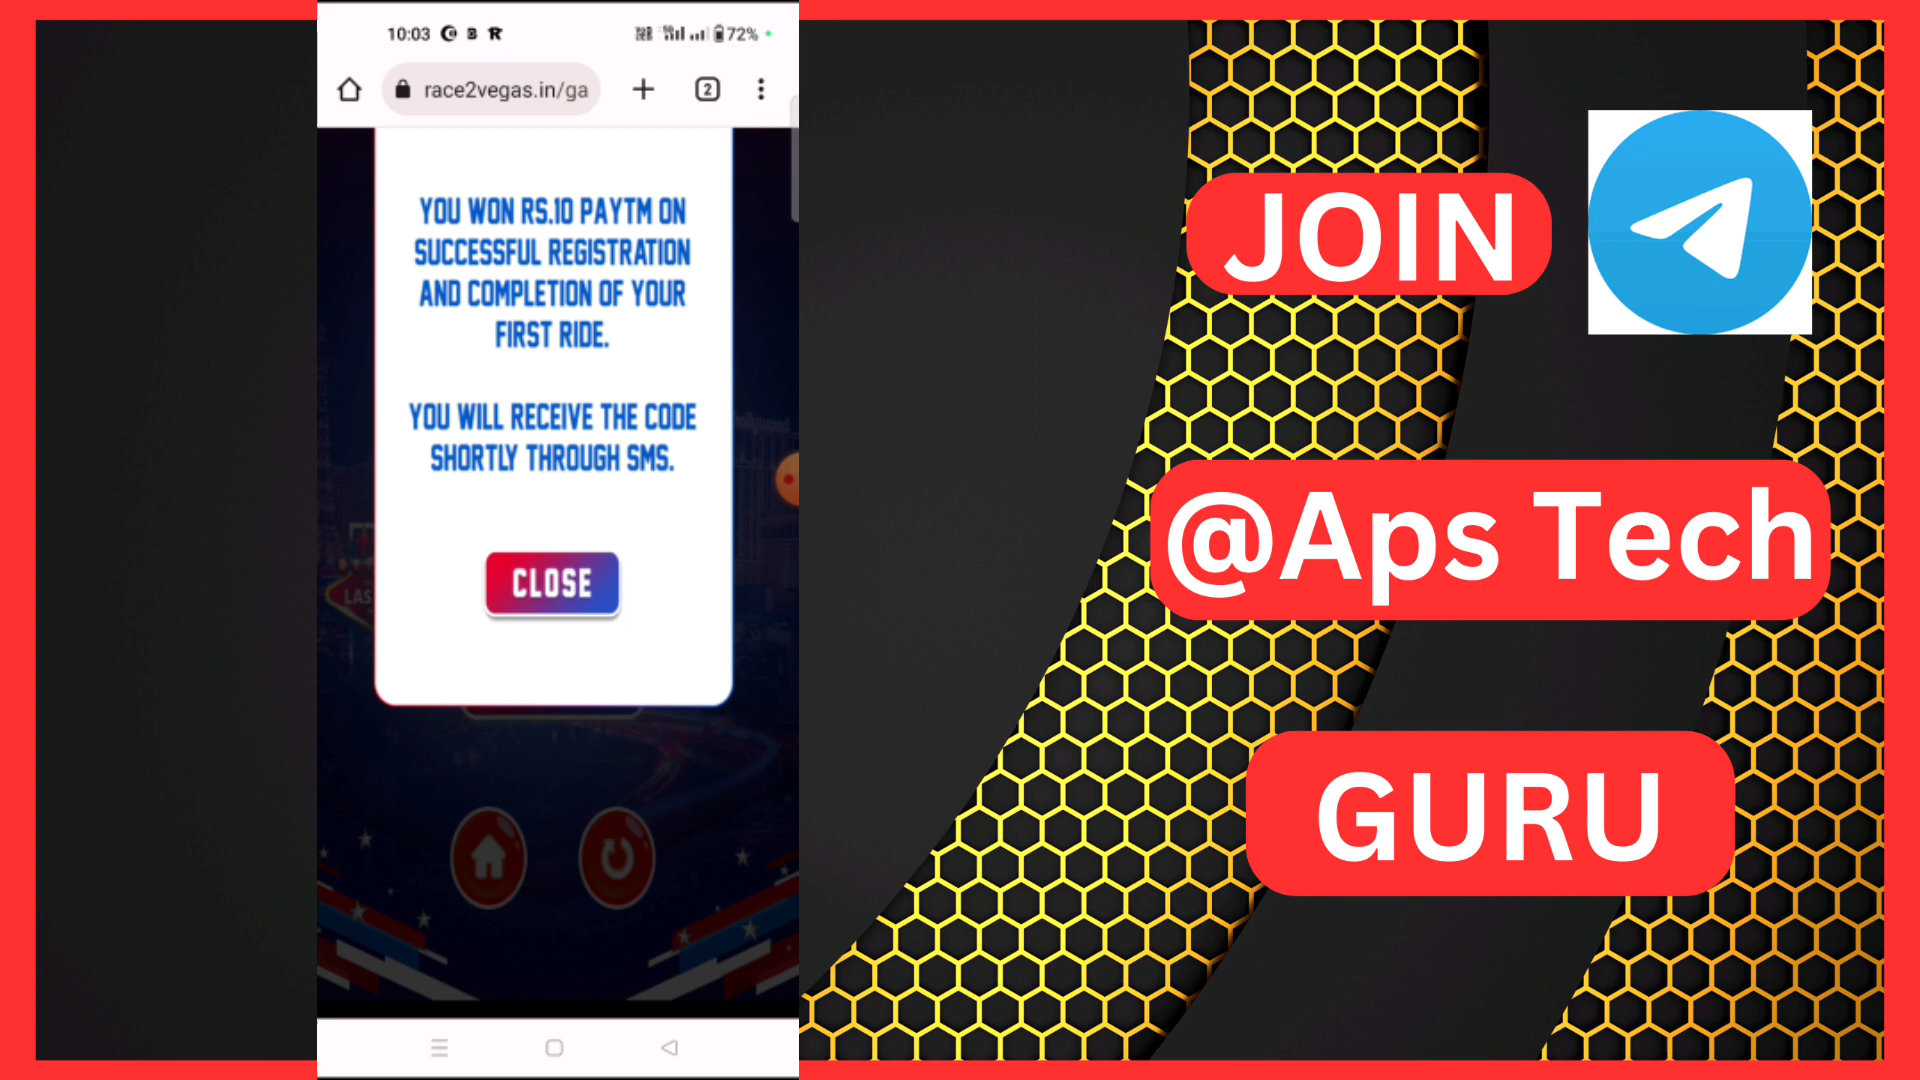 10:03
72%
race2vegas.in/ga
2
YOU WON RS.10 PAYTM ON
SUCCESSFUL REGISTRATION
AND COMPLETION OF YOUR
FIRST RIDE.
YOU WILL RECEIVE THE CODE
SHORTLY THROUGH SMS.
CLOSE
LAS
JOIN
@Aps Tech
GURU